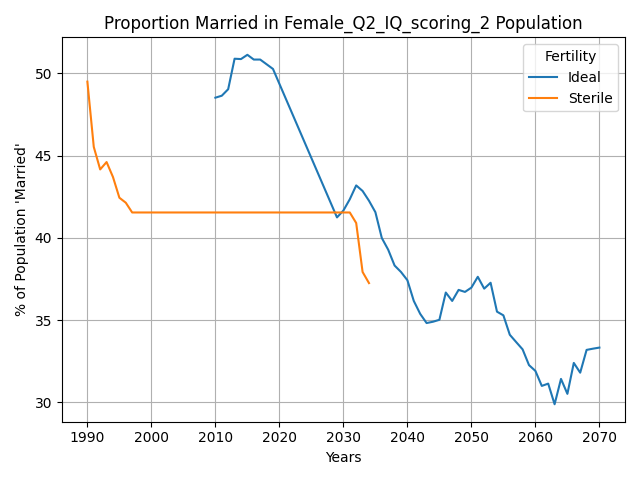 Proportion Married in Female_Q2_IQ_scoring_2 Population
Fertility
Ideal
Sterile
% of Population 'Married'
50
45
40
35
30
1990 2000 2010 2020 2030 2040 2050 2060 2070
Years